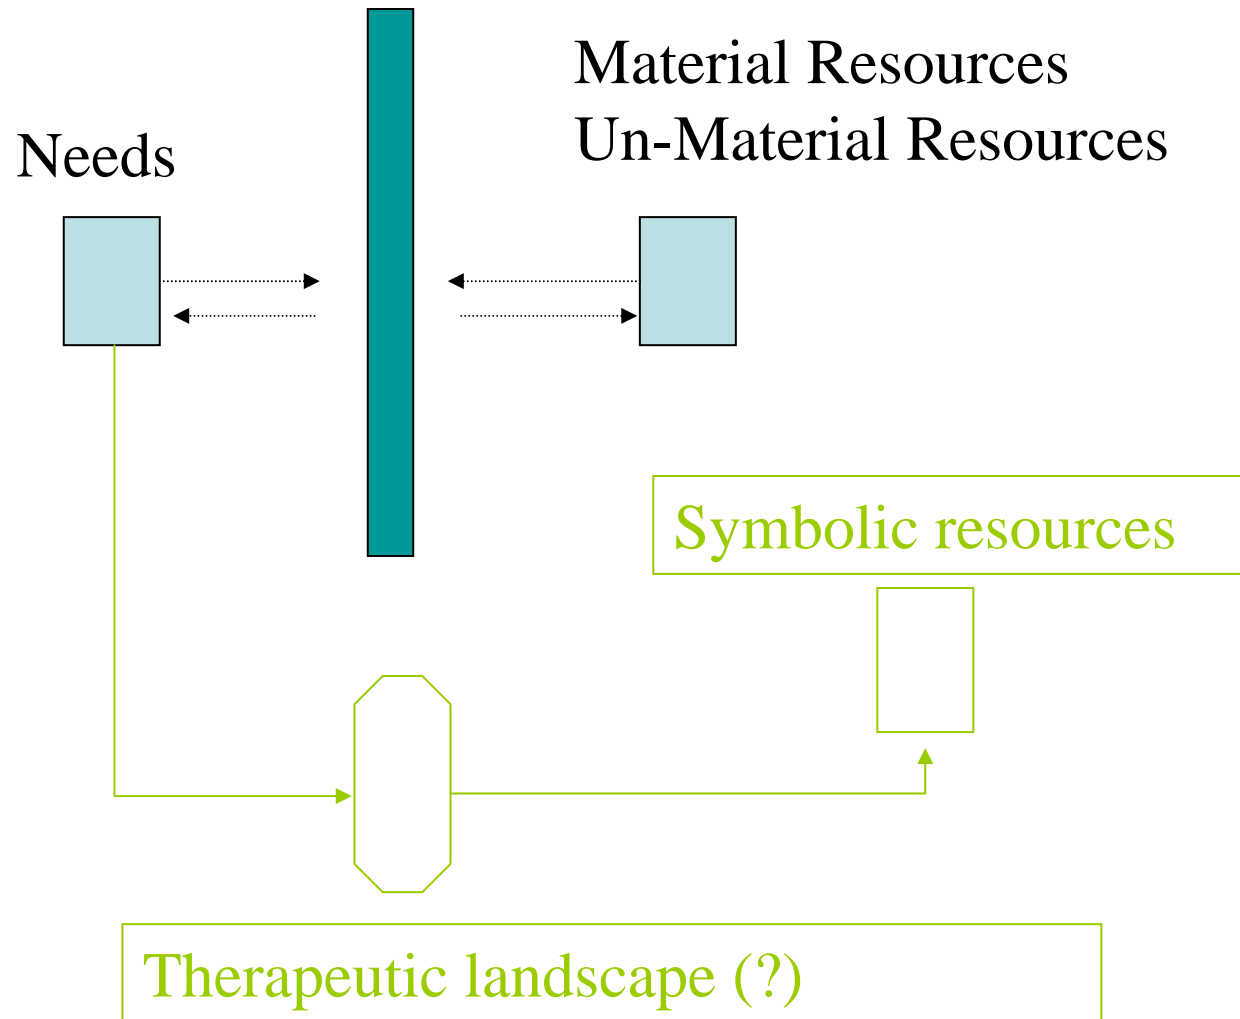 Material Resources
Un-Material Resources
Needs
Symbolic resources
Therapeutic landscape (?)